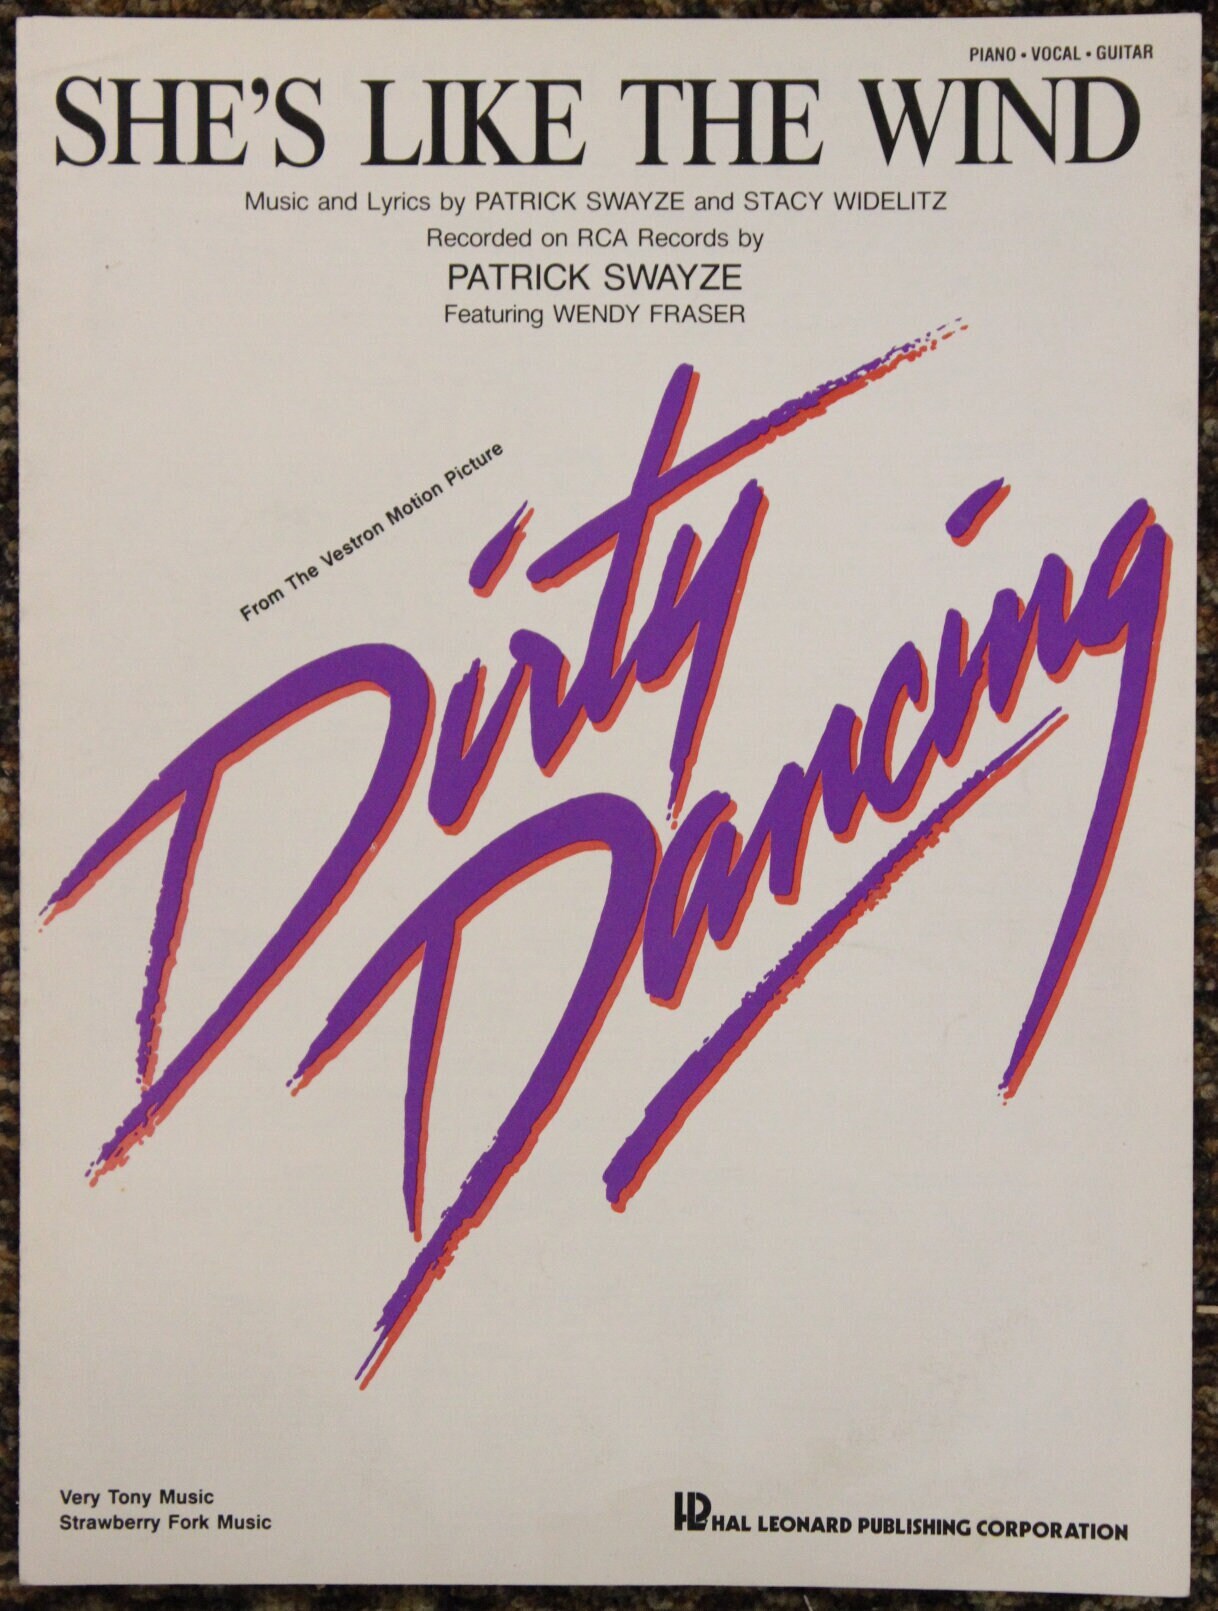 PIANO • VOCAL • GUITAR
SHE'S LIKE THE WIND
Music and Lyrics by PATRICK SWAYZE and STACY WIDELITZ
Recorded on RCA Records by
PATRICK SWAYZE
Featuring WENDY FRASER
From The Vestron Motion Picture
Dirty
Dancing
Very Tony Music
Strawberry Fork Music
HL HAL LEONARD PUBLISHING CORPORATION